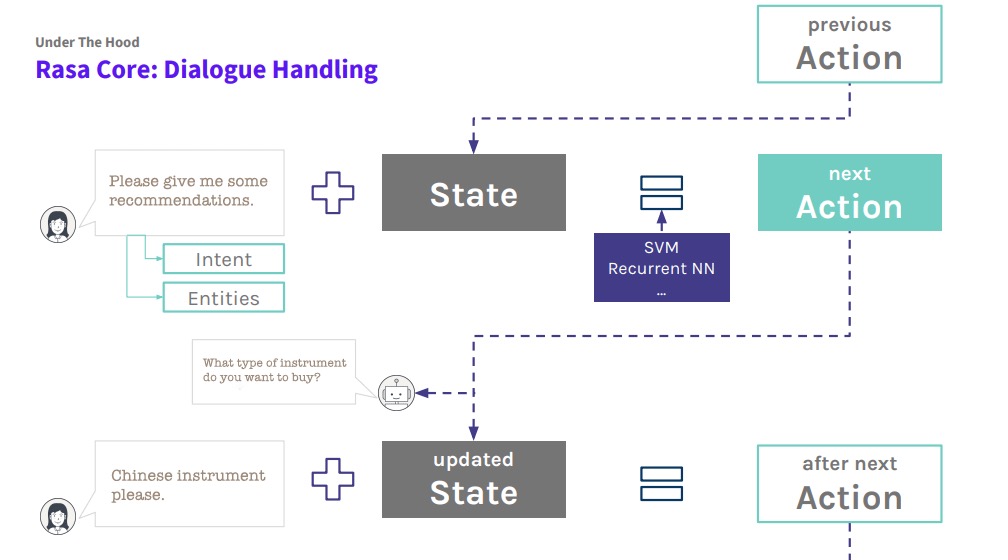 Under The Hood
Rasa Core: Dialogue Handling
previous
Action
Please give me some
recommendations.
State
next
Action
Intent
Entities
SVM
Recurrent NN
...
What type of instrument
do you want to buy?
Chinese instrument
please.
updated
State
after next
Action